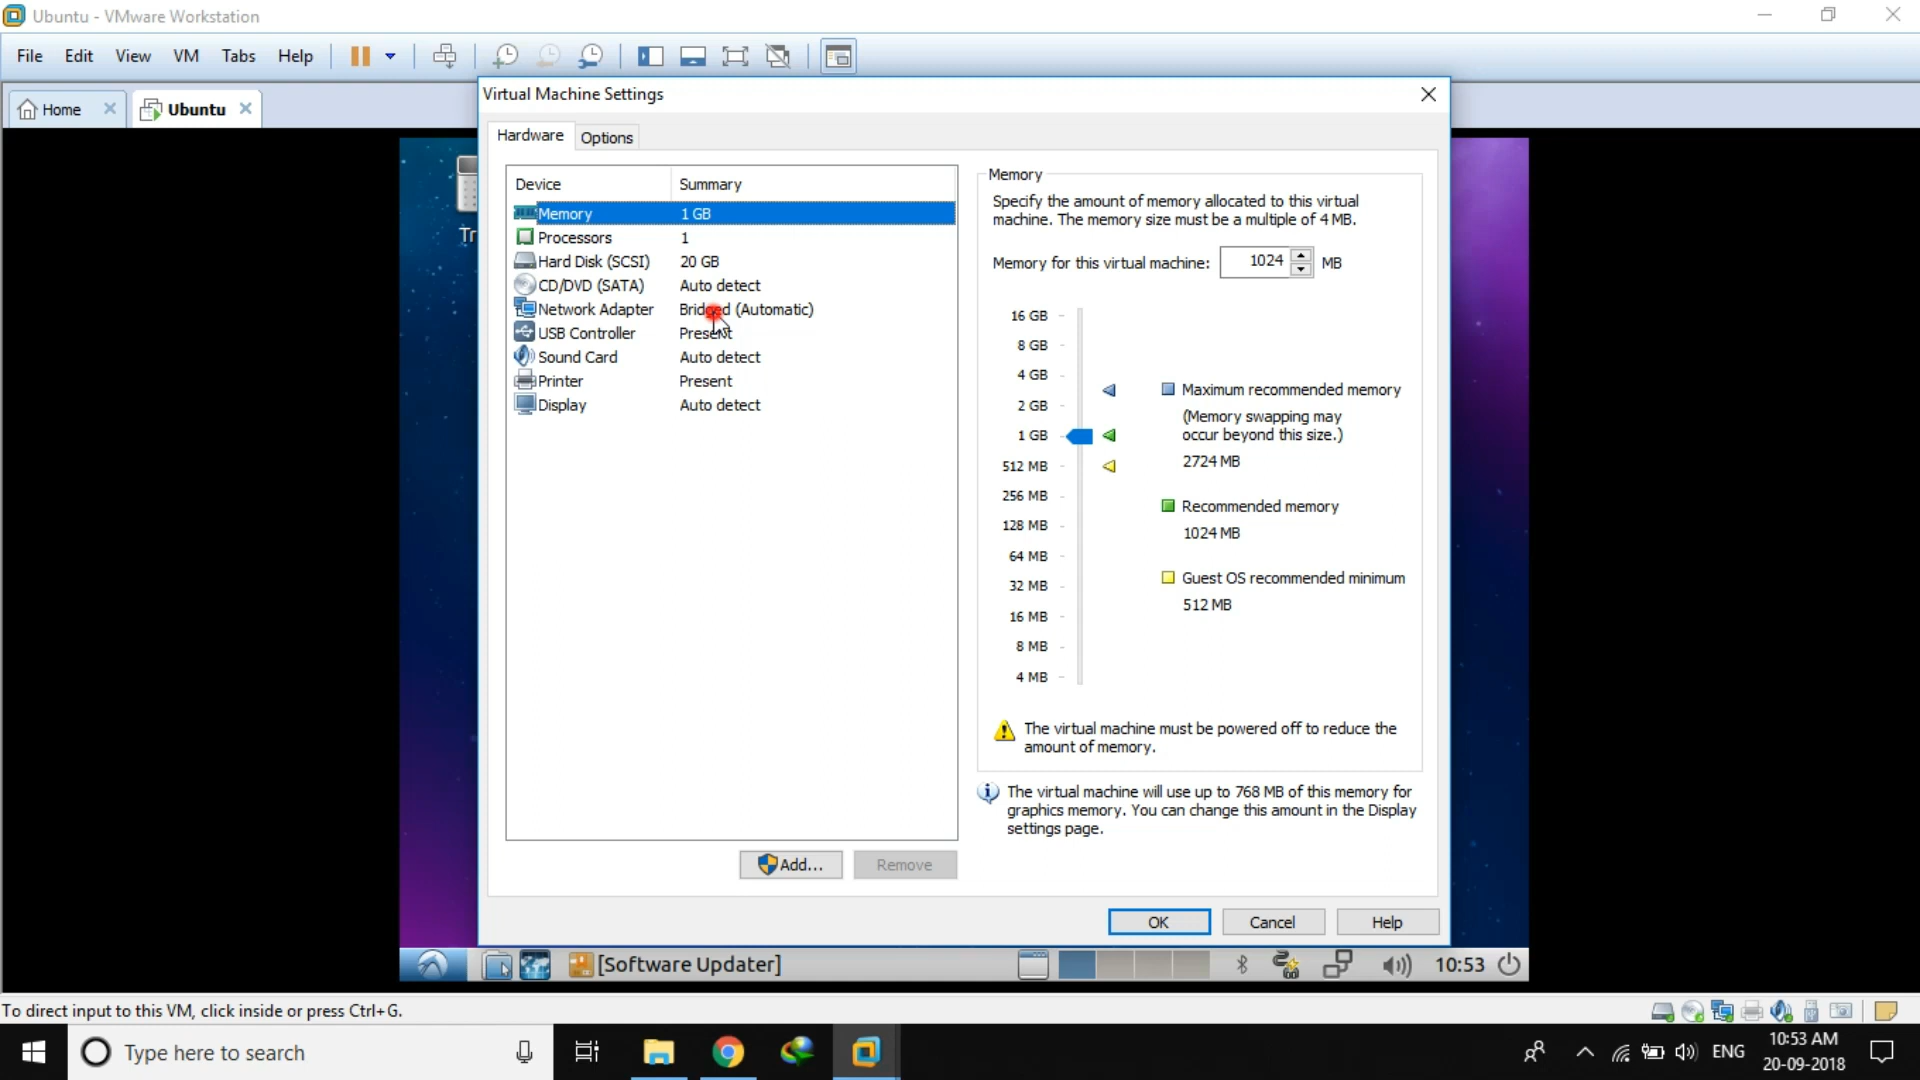 Ubuntu - VMware Workstation
File Edit View VM Tabs Help
Home Ubuntu
Virtual Machine Settings
Hardware Options
Device Summary
Memory 1 GB
Processors 1
Hard Disk (SCSI) 20 GB
CD/DVD (SATA) Auto detect
Network Adapter Bridged (Automatic)
USB Controller Present
Sound Card Auto detect
Printer Present
Display Auto detect
Add... Remove
Memory
Specify the amount of memory allocated to this virtual
machine. The memory size must be a multiple of 4 MB.
Memory for this virtual machine: 1024 MB
16 GB
8 GB
4 GB
2 GB
1 GB
512 MB
256 MB
128 MB
64 MB
32 MB
16 MB
8 MB
4 MB
Maximum recommended memory
(Memory swapping may
occur beyond this size.)
2724 MB
Recommended memory
1024 MB
Guest OS recommended minimum
512 MB
The virtual machine must be powered off to reduce the
amount of memory.
The virtual machine will use up to 768 MB of this memory for
graphics memory. You can change this amount in the Display
settings page.
OK Cancel Help
Tr
[Software Updater] 10:53
To direct input to this VM, click inside or press Ctrl+G.
Type here to search
ENG
10:53 AM
20-09-2018